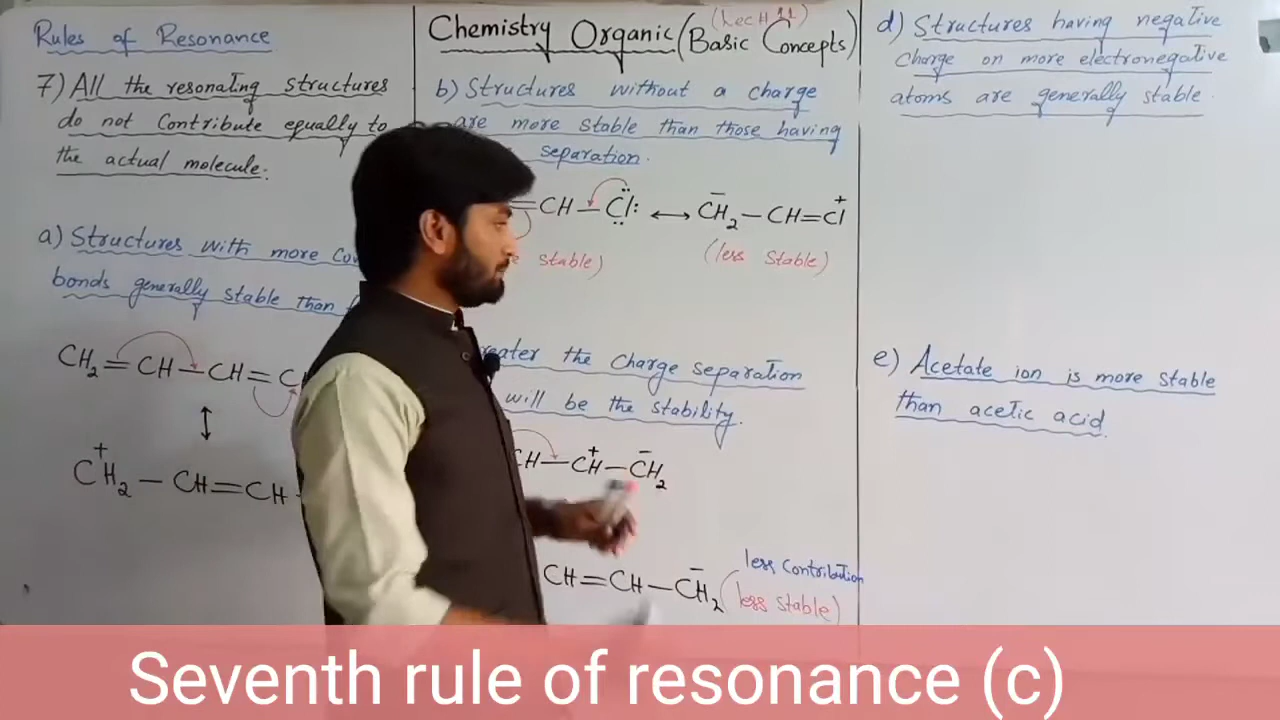 Rules of Resonance
7) All the resonating structures
do not Contribute equally to
the actual molecule.
a) Structures with more
bonds generally stable than
CH₂=CH—CH=C
↕
C⁺H₂—CH=CH
Chemistry Organic (Basic Concepts)
(Lec # 11)
b) Structures without a charge
are more stable than those having
separation.
=CH—C̈l: ↔ C̄H₂—CH=Cl⁺
stable) (less stable)
the charge separation
will be the stability.
CH—C⁺H—C̄H₂
CH=CH—C̄H₂
less Contribution
(less stable)
d) Structures having negative
charge on more electronegative
atoms are generally stable.
e) Acetate ion is more stable
than acetic acid.
Seventh rule of resonance (c)